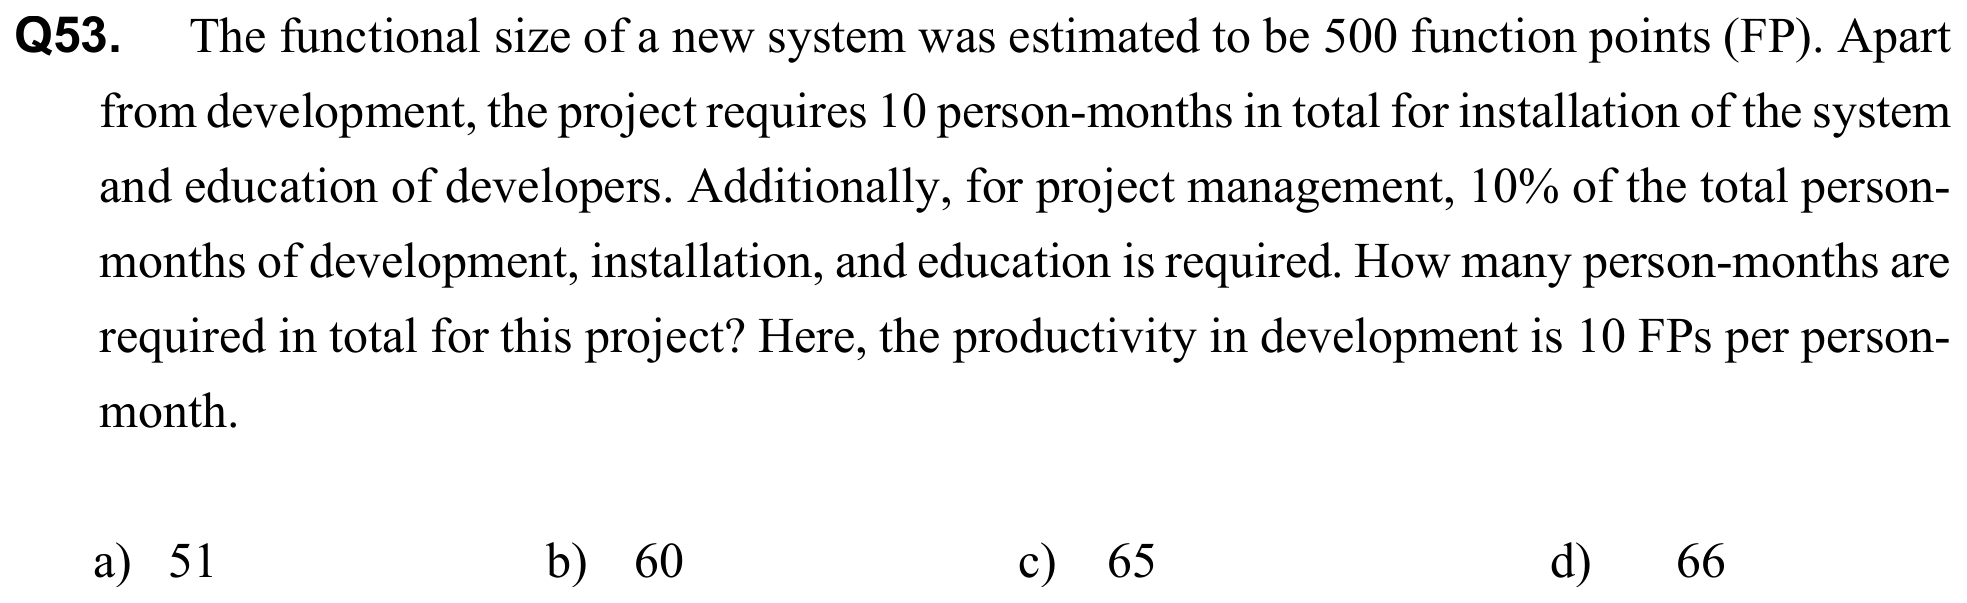 Q53. The functional size of a new system was estimated to be 500 function points (FP). Apart
from development, the project requires 10 person-months in total for installation of the system
and education of developers. Additionally, for project management, 10% of the total person-
months of development, installation, and education is required. How many person-months are
required in total for this project? Here, the productivity in development is 10 FPs per person-
month.
a) 51 b) 60 c) 65 d) 66